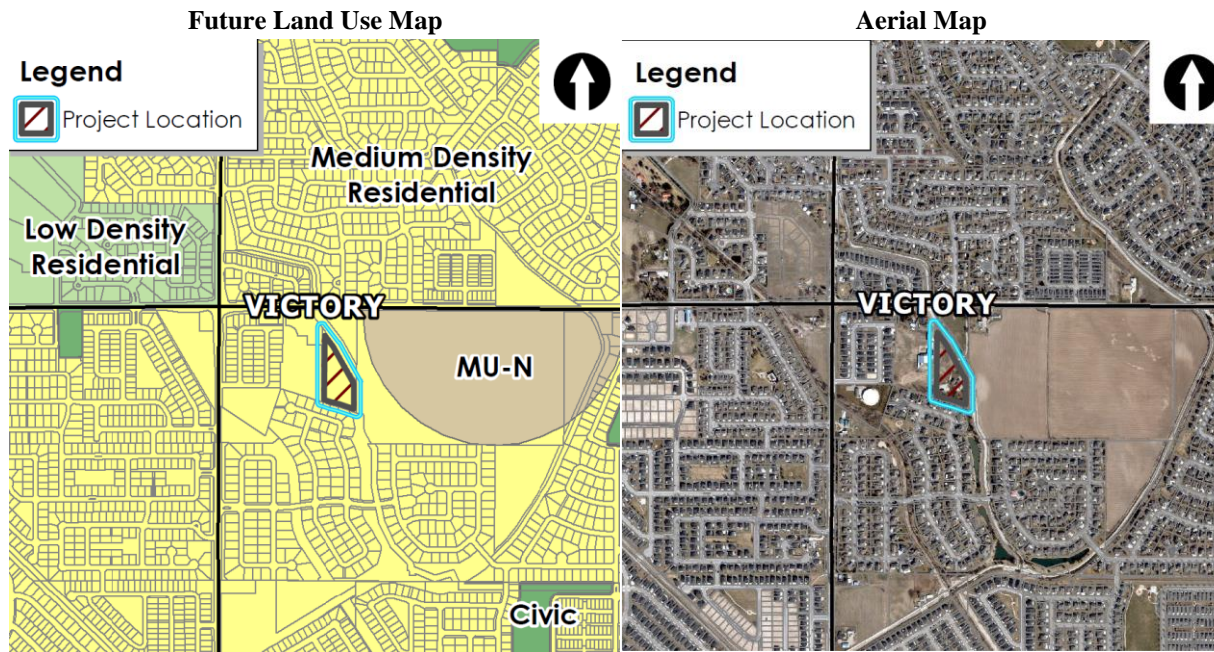 Future Land Use Map
Legend
Project Location
Medium Density
Residential
Low Density
Residential
VICTORY
MU-N
Civic
Aerial Map
Legend
Project Location
VICTORY